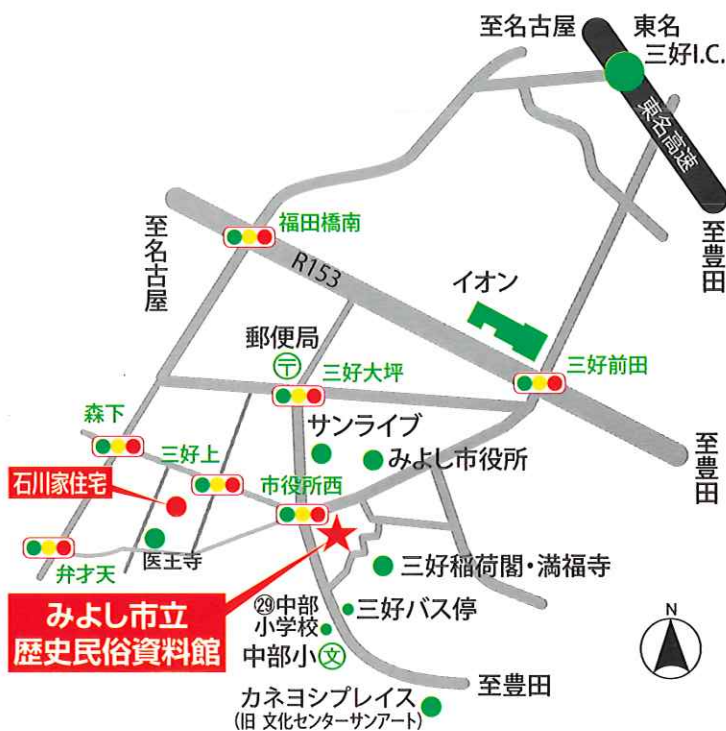 至名古屋
東名
三好I.C.
東名高速
至豊田
福田橋南
至名古屋
R153
イオン
郵便局
〒
三好大坪
三好前田
至豊田
森下
三好上
サンライブ
みよし市役所
石川家住宅
市役所西
医王寺
弁才天
三好稲荷閣・満福寺
みよし市立
歴史民俗資料館
㉙中部
小学校
三好バス停
中部小文
至豊田
カネヨシプレイス
(旧 文化センターサンアート)
N